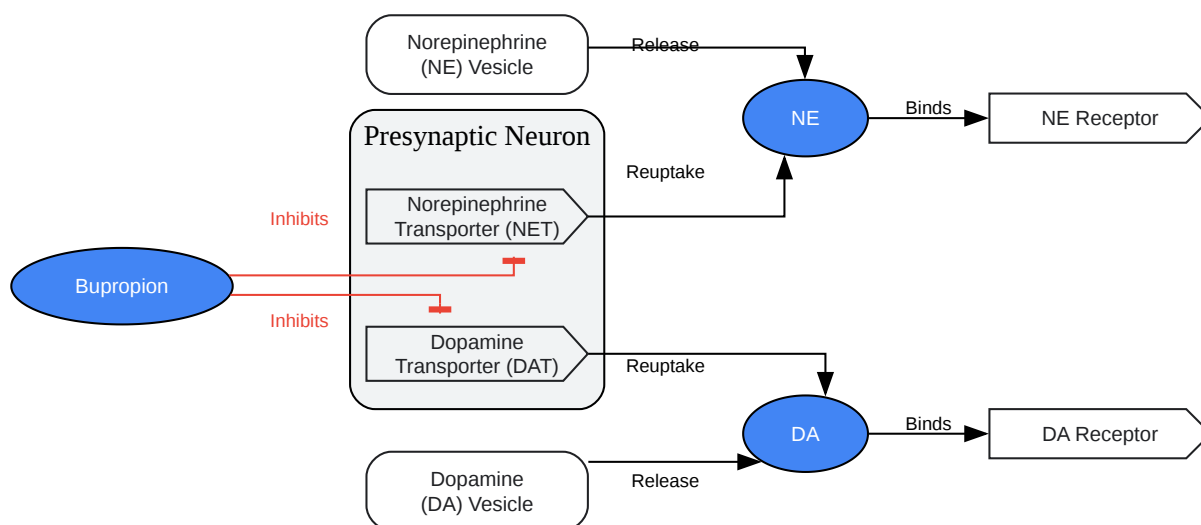 Norepinephrine
(NE) Vesicle
Release
NE
Binds
NE Receptor
Presynaptic Neuron
Reuptake
Norepinephrine
Transporter (NET)
Inhibits
Bupropion
Inhibits
Dopamine
Transporter (DAT)
Reuptake
DA
Binds
DA Receptor
Dopamine
(DA) Vesicle
Release